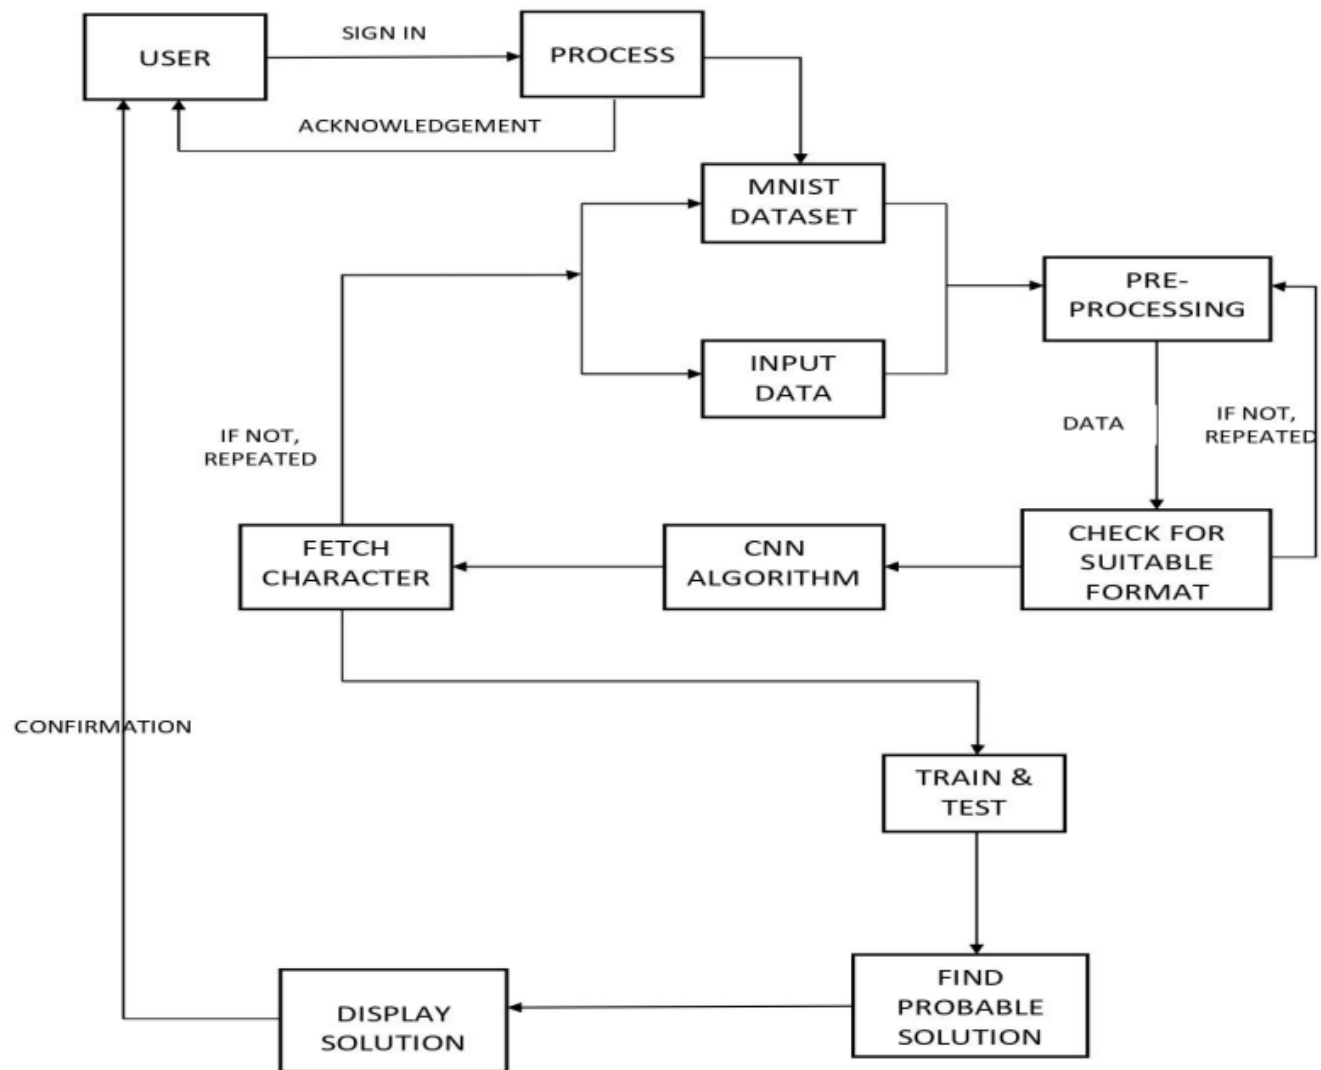 USER
SIGN IN
PROCESS
ACKNOWLEDGEMENT
MNIST
DATASET
PRE-
PROCESSING
INPUT
DATA
IF NOT,
REPEATED
DATA
IF NOT,
REPEATED
FETCH
CHARACTER
CNN
ALGORITHM
CHECK FOR
SUITABLE
FORMAT
CONFIRMATION
TRAIN &
TEST
DISPLAY
SOLUTION
FIND
PROBABLE
SOLUTION